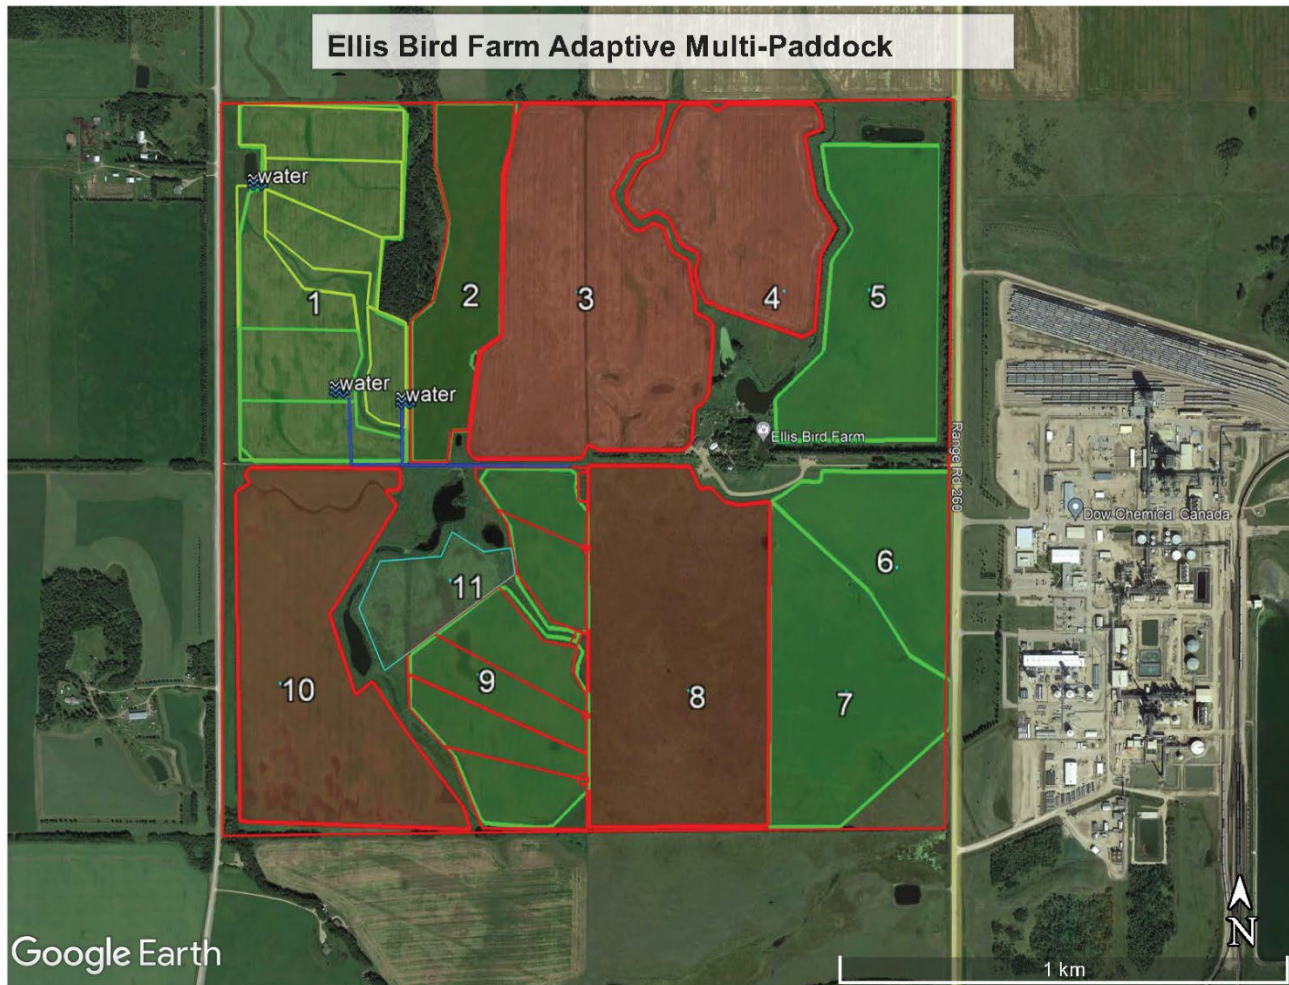 Ellis Bird Farm Adaptive Multi-Paddock
water
1
2
3
4
5
water
water
Ellis Bird Farm
Range Rd 260
Dow Chemical Canada
6
11
9
10
8
7
N
Google Earth
1 km